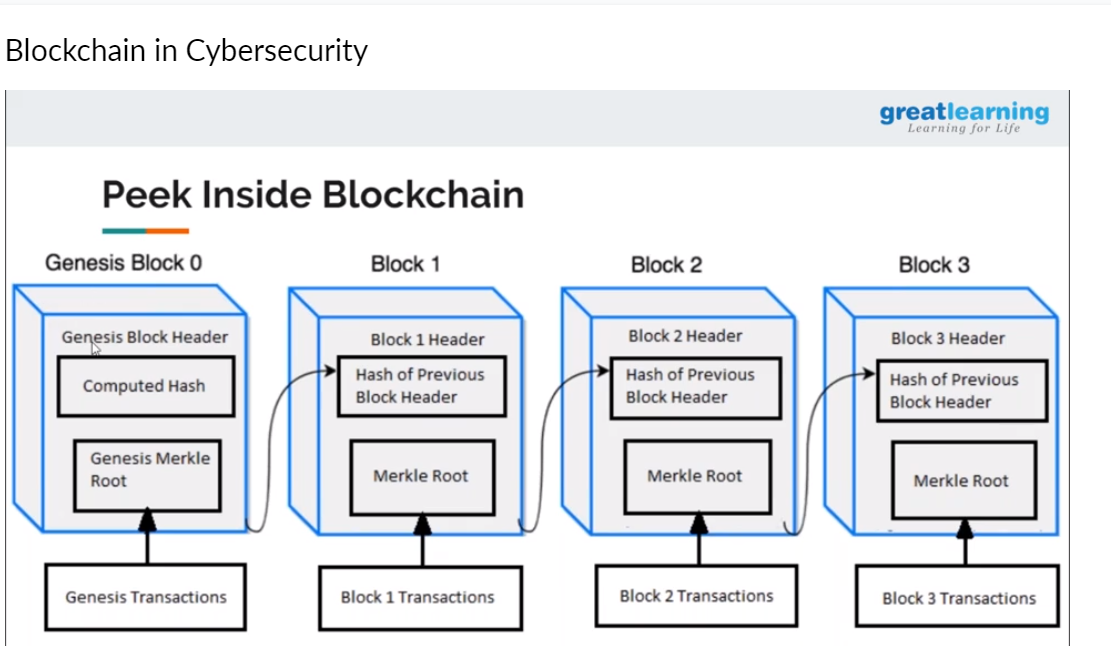 Blockchain in Cybersecurity
greatlearning
Learning for Life
Peek Inside Blockchain
Genesis Block 0
Block 1
Block 2
Block 3
Genesis Block Header
Computed Hash
Genesis Merkle
Root
Genesis Transactions
Block 1 Header
Hash of Previous
Block Header
Merkle Root
Block 1 Transactions
Block 2 Header
Hash of Previous
Block Header
Merkle Root
Block 2 Transactions
Block 3 Header
Hash of Previous
Block Header
Merkle Root
Block 3 Transactions